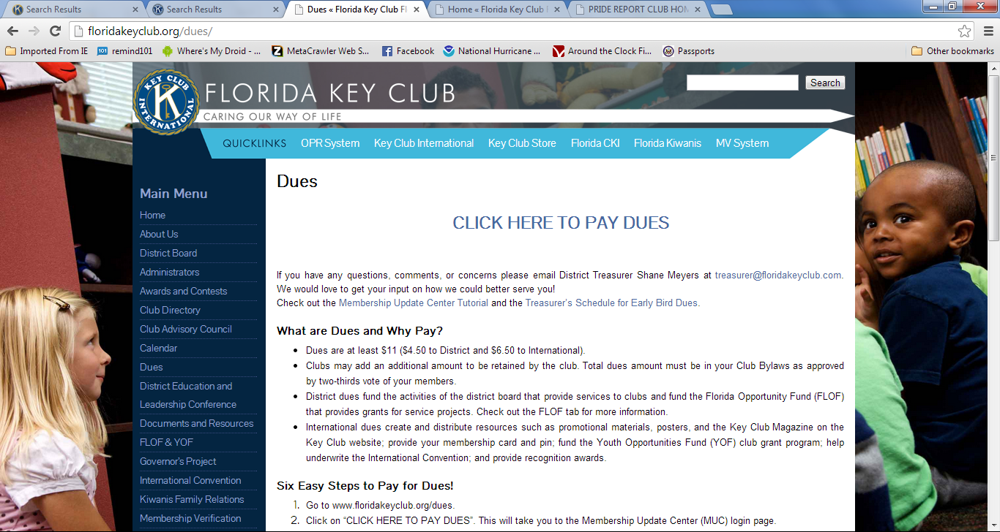 Search Results
Search Results
Dues « Florida Key Club Fl
Home « Florida Key Club
PRIDE REPORT CLUB HOM
floridakeyclub.org/dues/
Imported From IE
remind101
Where's My Droid - ...
MetaCrawler Web S...
Facebook
National Hurricane ...
Around the Clock Fi...
Passports
Other bookmarks
KEY CLUB
K
INTERNATIONAL
FLORIDA KEY CLUB
CARING OUR WAY OF LIFE
Search
QUICKLINKS OPR System Key Club International Key Club Store Florida CKI Florida Kiwanis MV System
Main Menu
Home
About Us
District Board
Administrators
Awards and Contests
Club Directory
Club Advisory Council
Calendar
Dues
District Education and
Leadership Conference
Documents and Resources
FLOF & YOF
Governor's Project
International Convention
Kiwanis Family Relations
Membership Verification
Dues
CLICK HERE TO PAY DUES
If you have any questions, comments, or concerns please email District Treasurer Shane Meyers at treasurer@floridakeyclub.com.
We would love to get your input on how we could better serve you!
Check out the Membership Update Center Tutorial and the Treasurer's Schedule for Early Bird Dues.
What are Dues and Why Pay?
• Dues are at least $11 ($4.50 to District and $6.50 to International).
• Clubs may add an additional amount to be retained by the club. Total dues amount must be in your Club Bylaws as approved
by two-thirds vote of your members.
• District dues fund the activities of the district board that provide services to clubs and fund the Florida Opportunity Fund (FLOF)
that provides grants for service projects. Check out the FLOF tab for more information.
• International dues create and distribute resources such as promotional materials, posters, and the Key Club Magazine on the
Key Club website; provide your membership card and pin; fund the Youth Opportunities Fund (YOF) club grant program; help
underwrite the International Convention; and provide recognition awards.
Six Easy Steps to Pay for Dues!
1. Go to www.floridakeyclub.org/dues.
2. Click on “CLICK HERE TO PAY DUES”. This will take you to the Membership Update Center (MUC) login page.